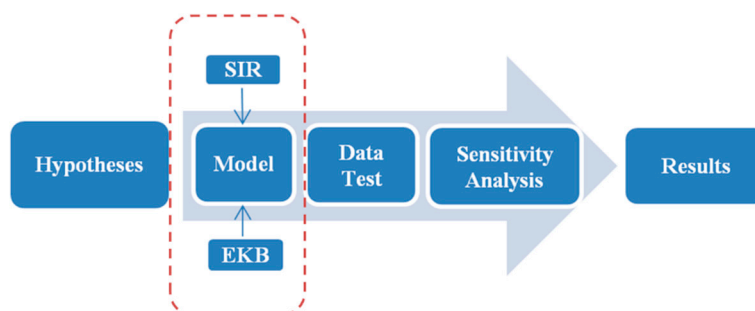 SIR
Hypotheses
Model
Data
Test
Sensitivity
Analysis
Results
EKB